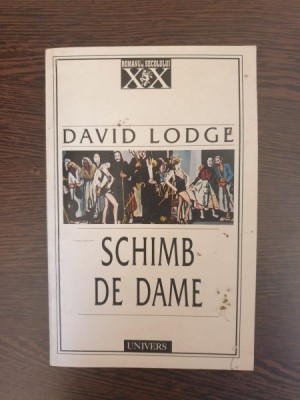 ROMANUL SECOLULUI
XX
DAVID LODGE
SCHIMB
DE DAME
UNIVERS